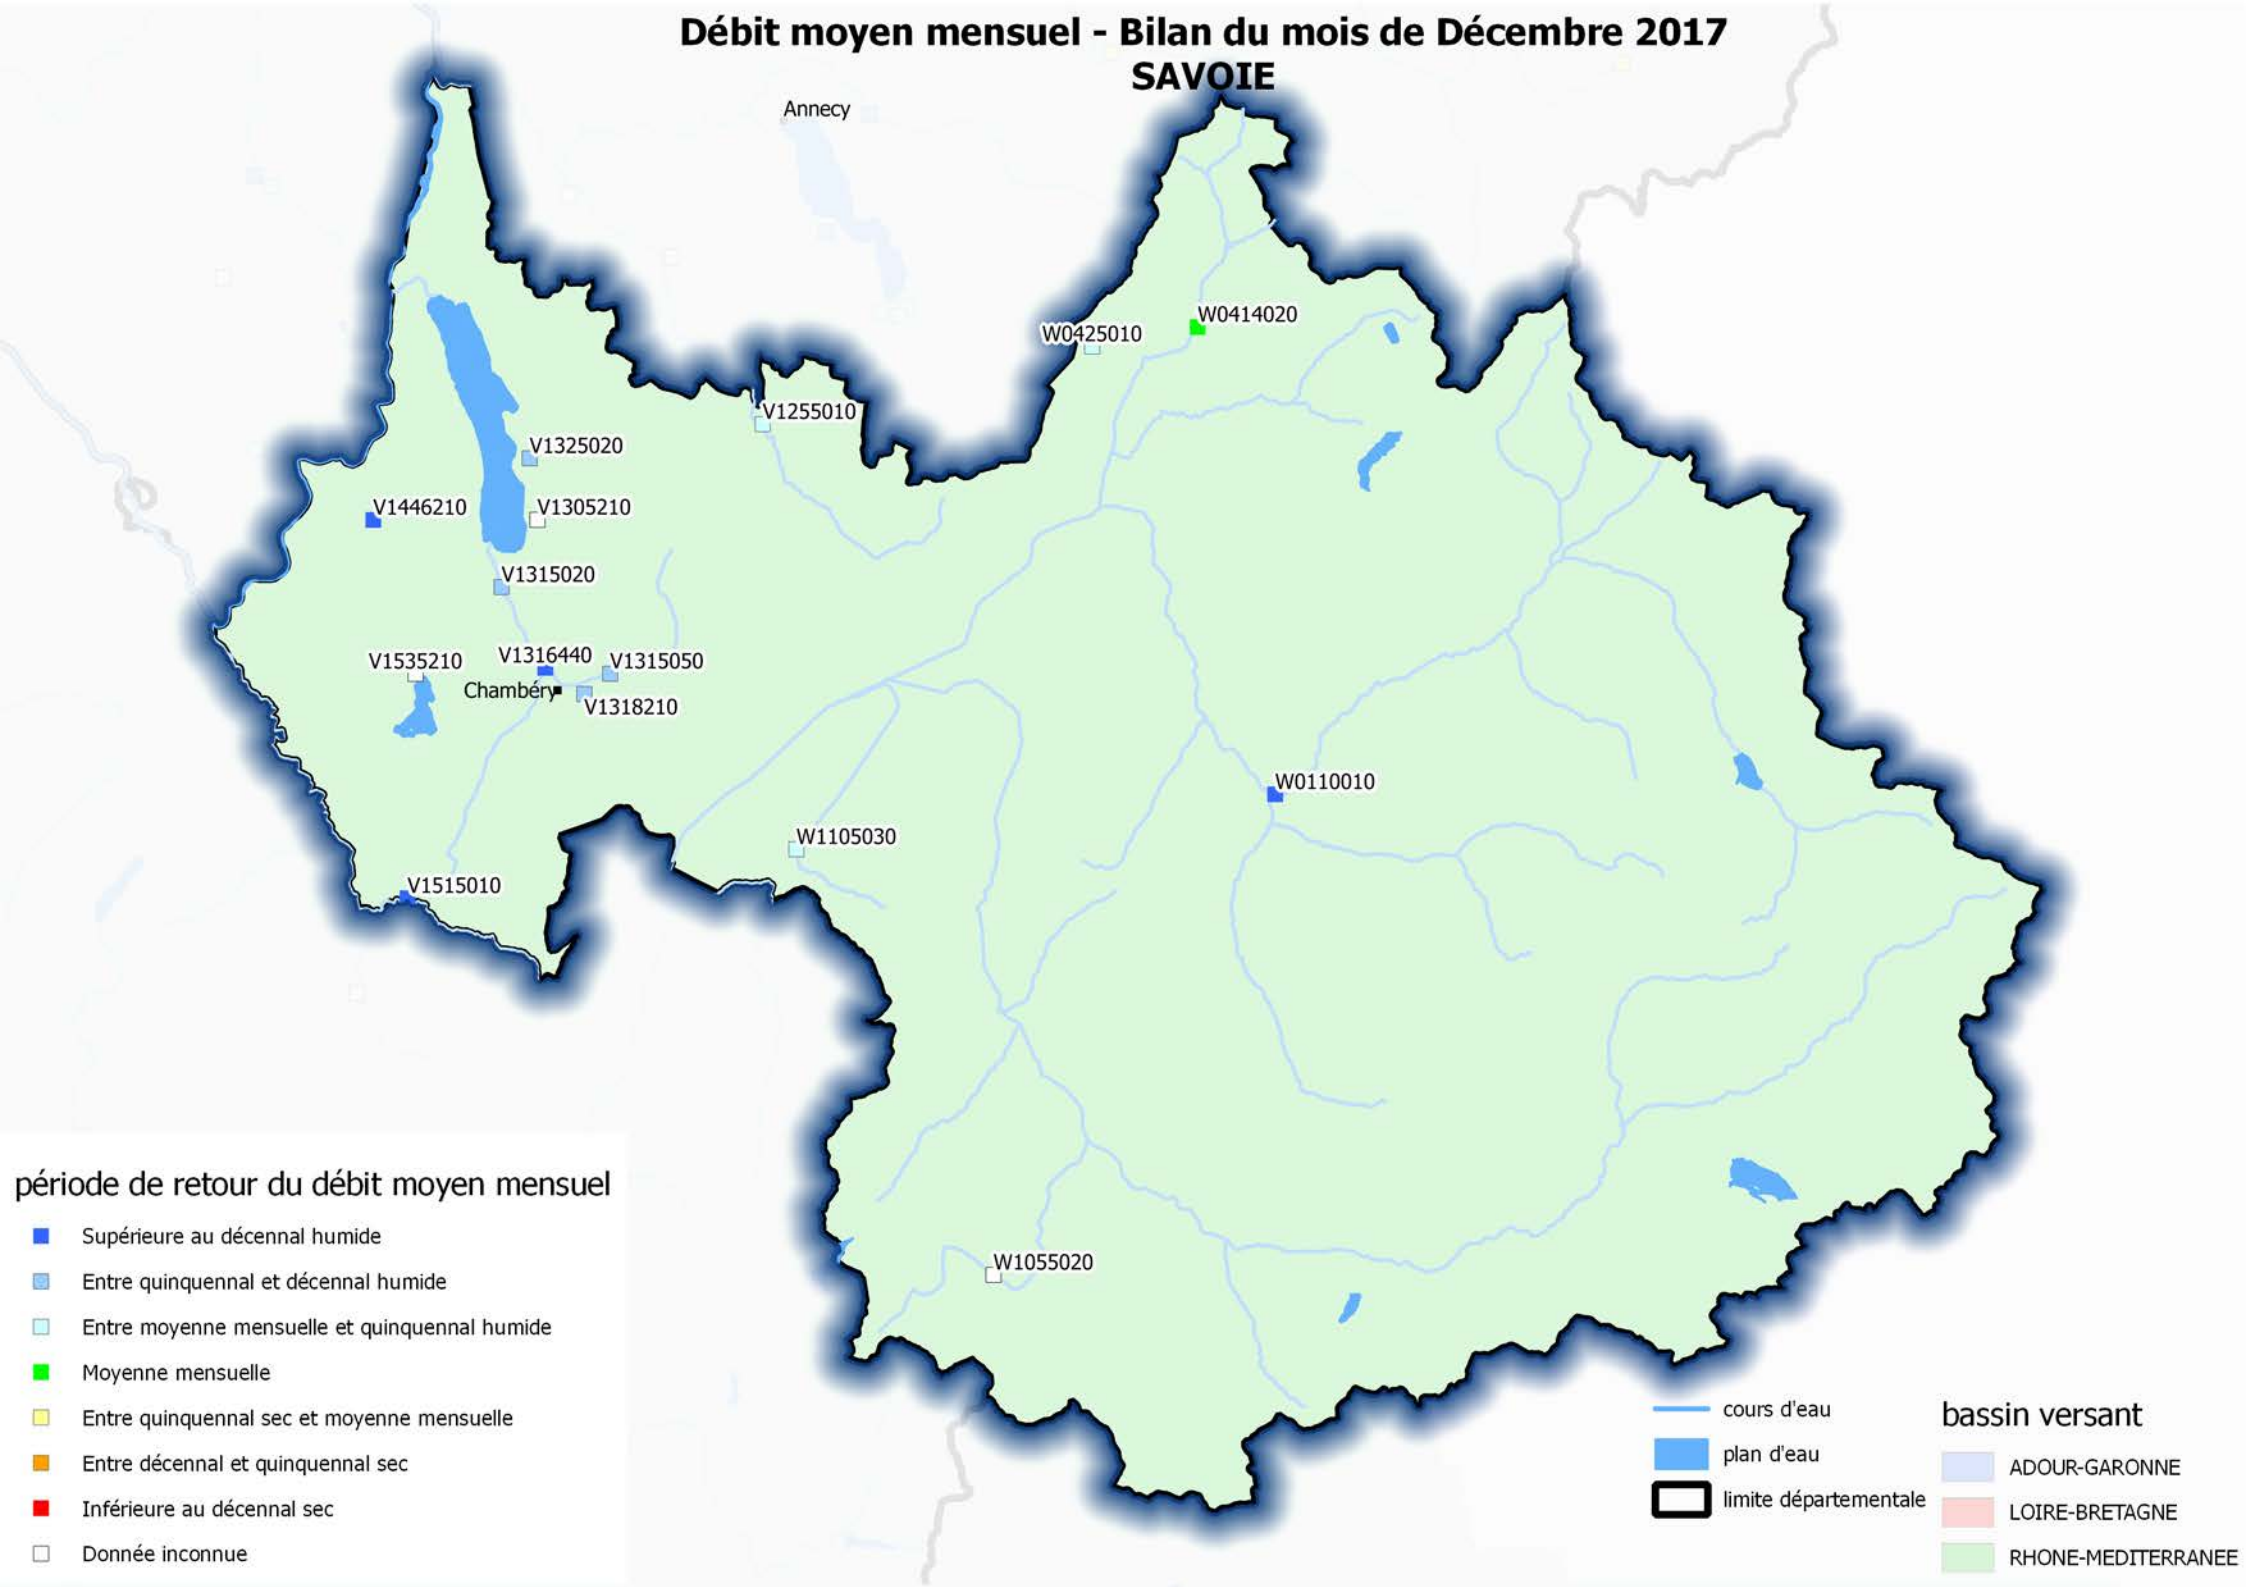 Débit moyen mensuel - Bilan du mois de Décembre 2017
SAVOIE
Annecy
W0414020
W0425010
V1255010
V1325020
V1446210
V1305210
V1315020
V1316440
V1535210
V1315050
Chambéry
V1318210
W0110010
W1105030
V1515010
W1055020
période de retour du débit moyen mensuel
Supérieure au décennal humide
Entre quinquennal et décennal humide
Entre moyenne mensuelle et quinquennal humide
Moyenne mensuelle
Entre quinquennal sec et moyenne mensuelle
Entre décennal et quinquennal sec
Inférieure au décennal sec
Donnée inconnue
cours d'eau
plan d'eau
limite départementale
bassin versant
ADOUR-GARONNE
LOIRE-BRETAGNE
RHONE-MEDITERRANEE